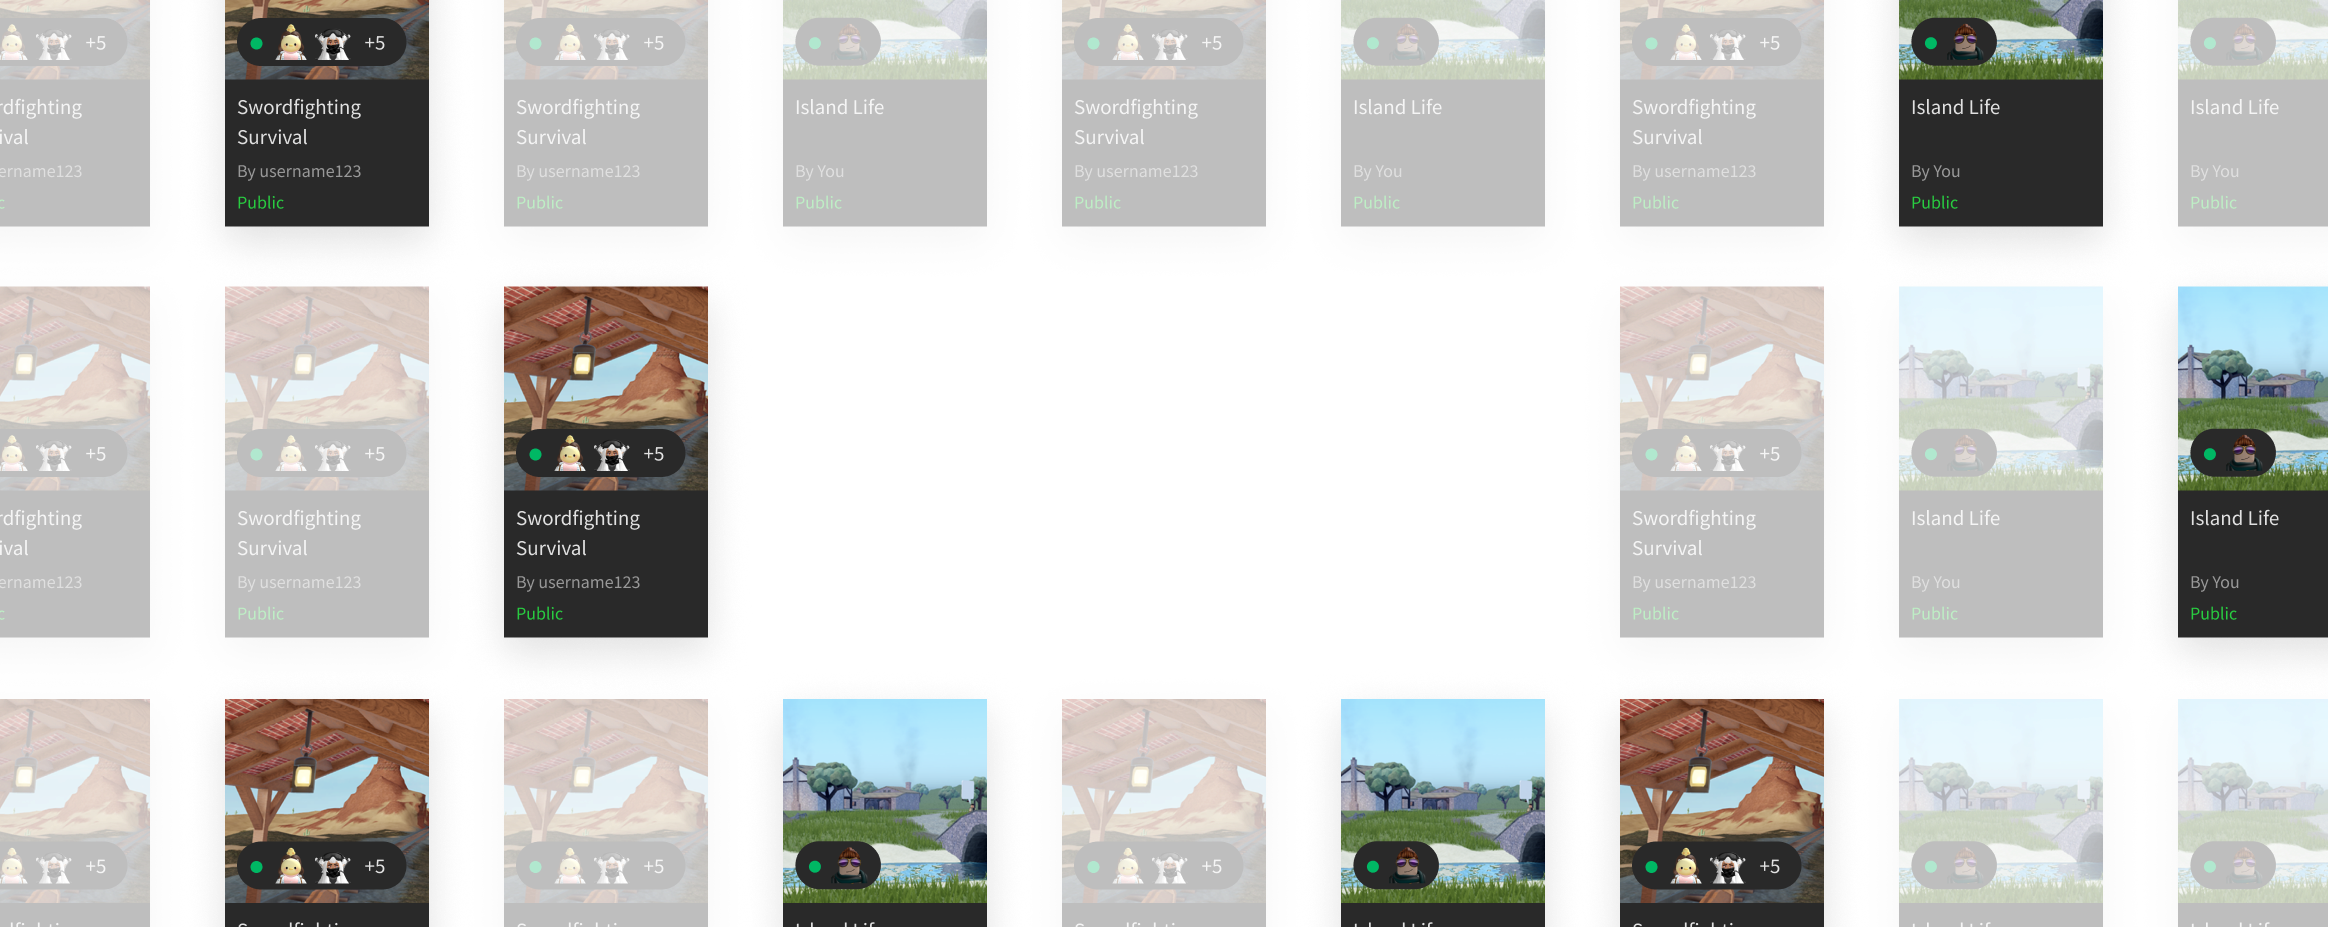 +5
rdfighting
ival
ername123
+5
Swordfighting
Survival
By username123
Public
+5
Swordfighting
Survival
By username123
Public
Island Life
By You
Public
+5
Swordfighting
Survival
By username123
Public
Island Life
By You
Public
+5
Swordfighting
Survival
By username123
Public
Island Life
By You
Public
Island Life
By You
Public
+5
rdfighting
ival
ername123
+5
Swordfighting
Survival
By username123
Public
+5
Swordfighting
Survival
By username123
Public
+5
Swordfighting
Survival
By username123
Public
Island Life
By You
Public
Island Life
By You
Public
+5
+5
+5
+5
+5